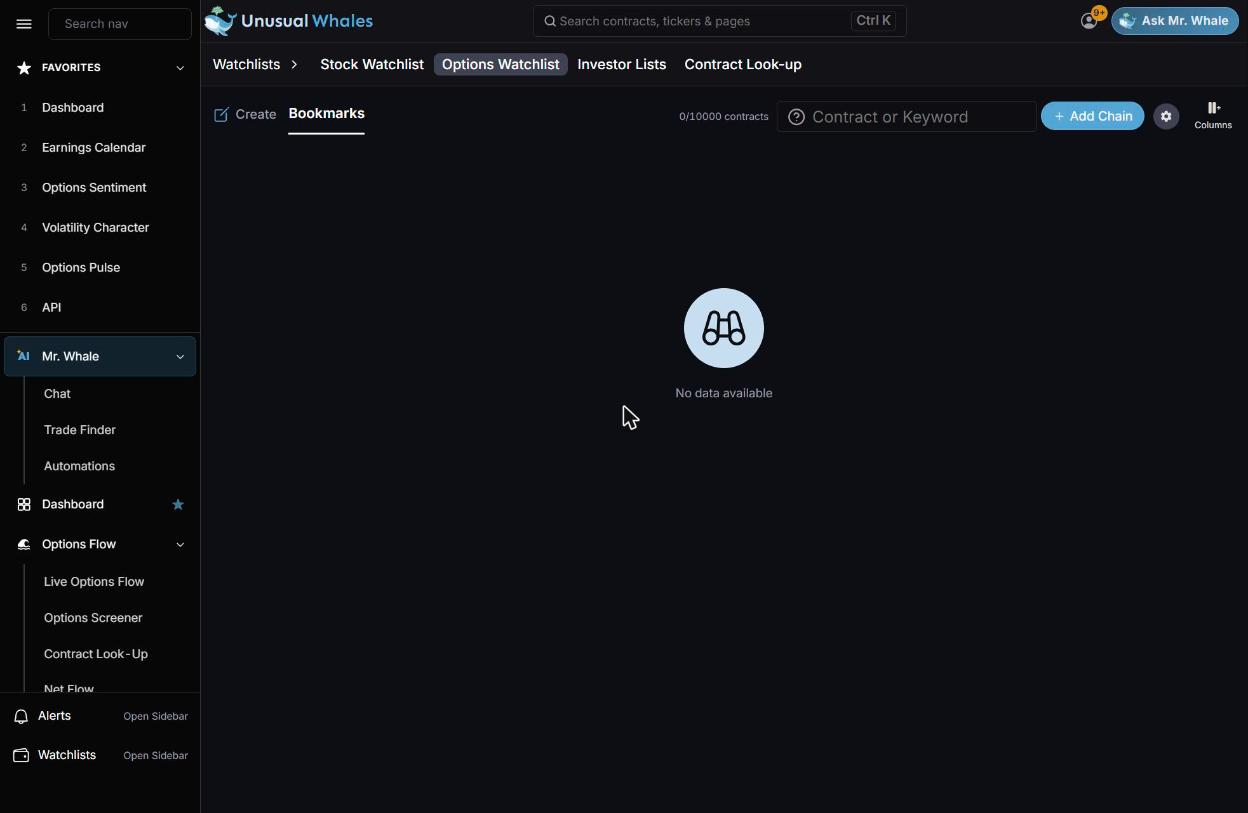 Search nav
Unusual Whales
Search contracts, tickers & pages
Ctrl K
9+
Ask Mr. Whale
FAVORITES
1 Dashboard
2 Earnings Calendar
3 Options Sentiment
4 Volatility Character
5 Options Pulse
6 API
AI Mr. Whale
Chat
Trade Finder
Automations
Dashboard
Options Flow
Live Options Flow
Options Screener
Contract Look-Up
Net Flow
Alerts Open Sidebar
Watchlists Open Sidebar
Watchlists > Stock Watchlist Options Watchlist Investor Lists Contract Look-up
Create Bookmarks
0/10000 contracts
? Contract or Keyword
+ Add Chain
Columns
No data available